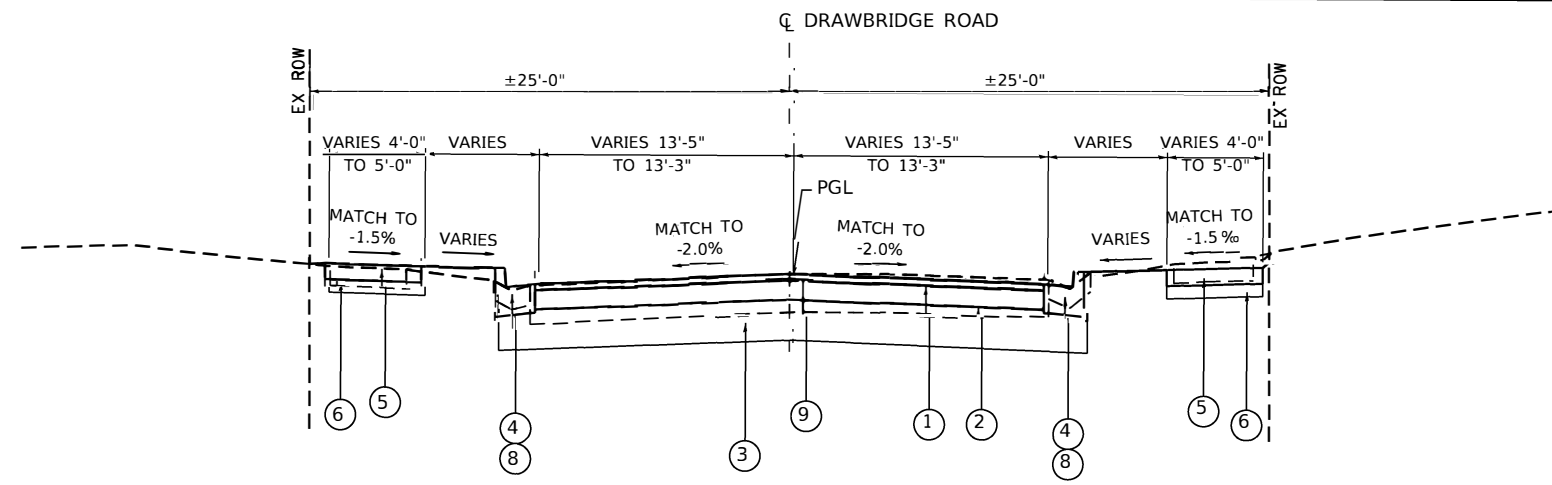 ℄ DRAWBRIDGE ROAD
EX ROW
±25'-0"
±25'-0"
EX ROW
VARIES 4'-0"
TO 5'-0"
VARIES
VARIES 13'-5"
TO 13'-3"
VARIES 13'-5"
TO 13'-3"
VARIES
VARIES 4'-0"
TO 5'-0"
PGL
MATCH TO
-1.5%
VARIES
MATCH TO
-2.0%
MATCH TO
-2.0%
VARIES
MATCH TO
-1.5%
6
5
4
8
3
9
1
2
4
8
5
6